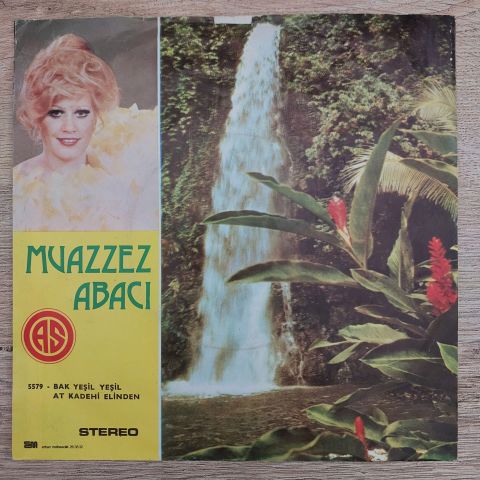 MUAZZEZ
ABACI
AS
5579 - BAK YEŞİL YEŞİL
AT KADEHİ ELİNDEN
STEREO